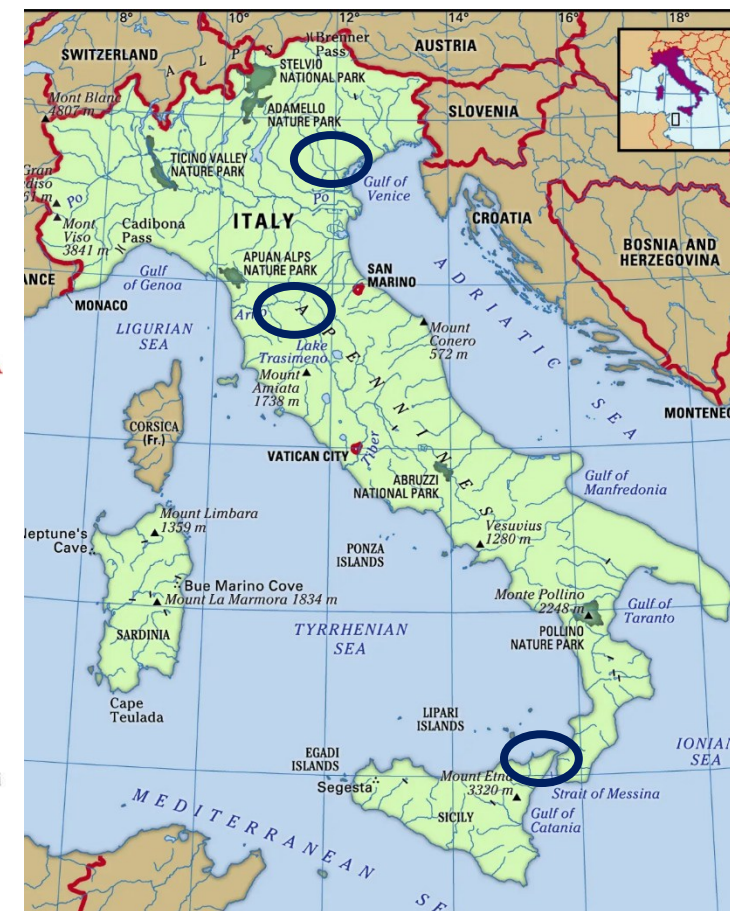 8°
10°
12°
14°
16°
18°
Brenner
Pass
SWITZERLAND
ALPS
AUSTRIA
STELVIO
NATIONAL PARK
Mont Blanc
4807 m
ADAMELLO
NATURE PARK
SLOVENIA
TICINO VALLEY
NATURE PARK
Gran
Po
Po
Gulf of
Venice
Mont
Viso
3841 m
Cadibona
Pass
ITALY
CROATIA
BOSNIA AND
HERZEGOVINA
APUAN ALPS
NATURE PARK
SAN
MARINO
Gulf
of Genoa
MONACO
LIGURIAN
SEA
Arno
APENNINES
ADRIATIC SEA
Mount
Conero
572 m
Lake
Trasimeno
Mount
Amiata
1738 m
MONTENEG
CORSICA
(Fr.)
VATICAN CITY
Tiber
ABRUZZI
NATIONAL PARK
Gulf of
Manfredonia
Mount Limbara
1359 m
Neptune's
Cave
Vesuvius
1280 m
PONZA
ISLANDS
Bue Marino Cove
Mount La Marmora 1834 m
Monte Pollino
2248 m
Gulf of
Taranto
SARDINIA
TYRRHENIAN
SEA
POLLINO
NATURE PARK
Cape
Teulada
LIPARI
ISLANDS
EGADI
ISLANDS
IONIAN
SEA
Segesta
Mount Etna
3320 m
Strait of Messina
SICILY
Gulf of
Catania
MEDITERRANEAN SE